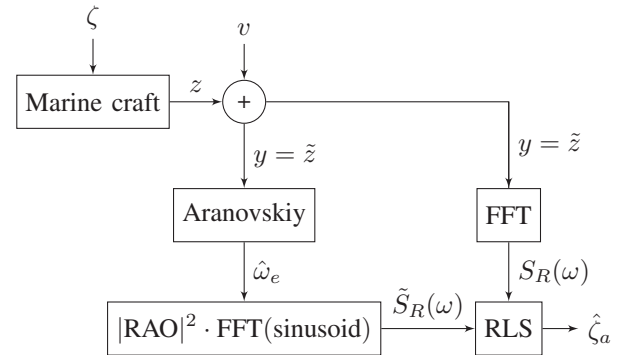 ζ
v
Marine craft
z
+
y = z̃
y = z̃
Aranovskiy
FFT
ω̂_e
S_R(ω)
|RAO|² · FFT(sinusoid)
S̃_R(ω)
RLS
ζ̂_a